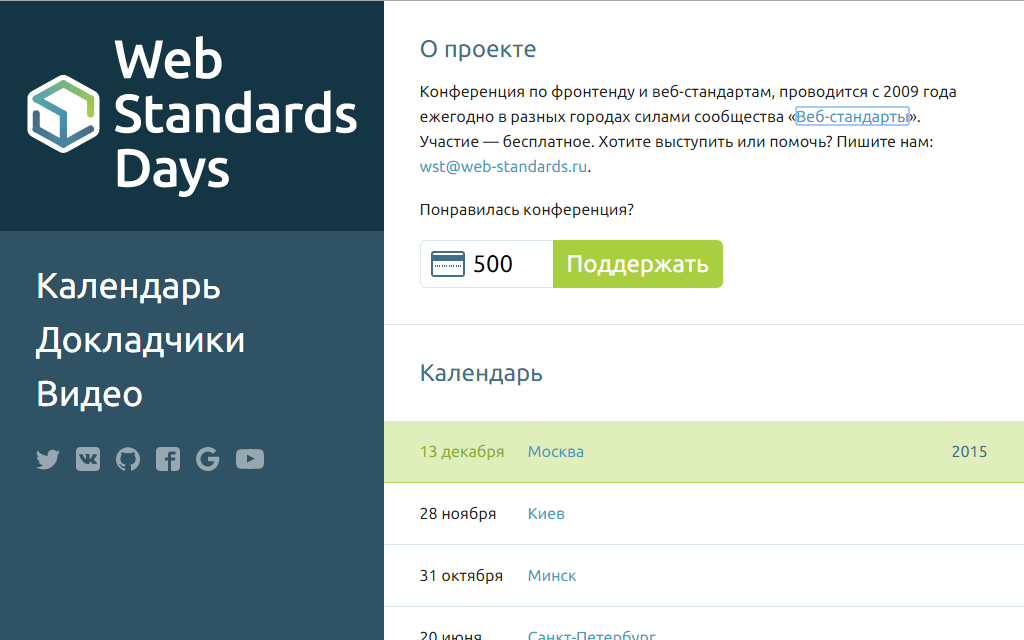 Web
Standards
Days
Календарь
Докладчики
Видео
О проекте
Конференция по фронтенду и веб-стандартам, проводится с 2009 года
ежегодно в разных городах силами сообщества «Веб-стандарты».
Участие — бесплатное. Хотите выступить или помочь? Пишите нам:
wst@web-standards.ru.
Понравилась конференция?
500 Поддержать
Календарь
13 декабря Москва 2015
28 ноября Киев
31 октября Минск
20 июня Санкт-Петербург